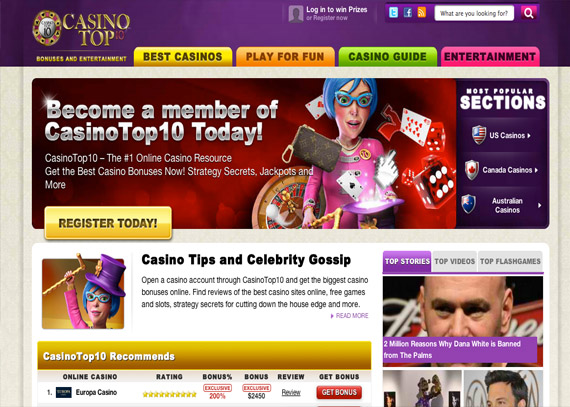 CASINO
TOP10
BONUSES AND ENTERTAINMENT
Log in to win Prizes
or Register now
What are you looking for?
BEST CASINOS
PLAY FOR FUN
CASINO GUIDE
ENTERTAINMENT
Become a member of
CasinoTop10 Today!
CasinoTop10 – The #1 Online Casino Resource
Get the Best Casino Bonuses Now! Strategy Secrets, Jackpots and
More
REGISTER TODAY!
MOST POPULAR
SECTIONS
US Casinos
Canada Casinos
Australian
Casinos
Casino Tips and Celebrity Gossip
Open a casino account through CasinoTop10 and get the biggest casino
bonuses online. Find reviews of the best casino sites online, free games
and slots, strategy secrets for cutting down the house edge and more.
READ MORE
TOP STORIES TOP VIDEOS TOP FLASHGAMES
2 Million Reasons Why Dana White is Banned
from The Palms
CasinoTop10 Recommends
ONLINE CASINO RATING BONUS% BONUS REVIEW GET BONUS
1. Europa Casino EXCLUSIVE 200% EXCLUSIVE $2450 Review GET BONUS